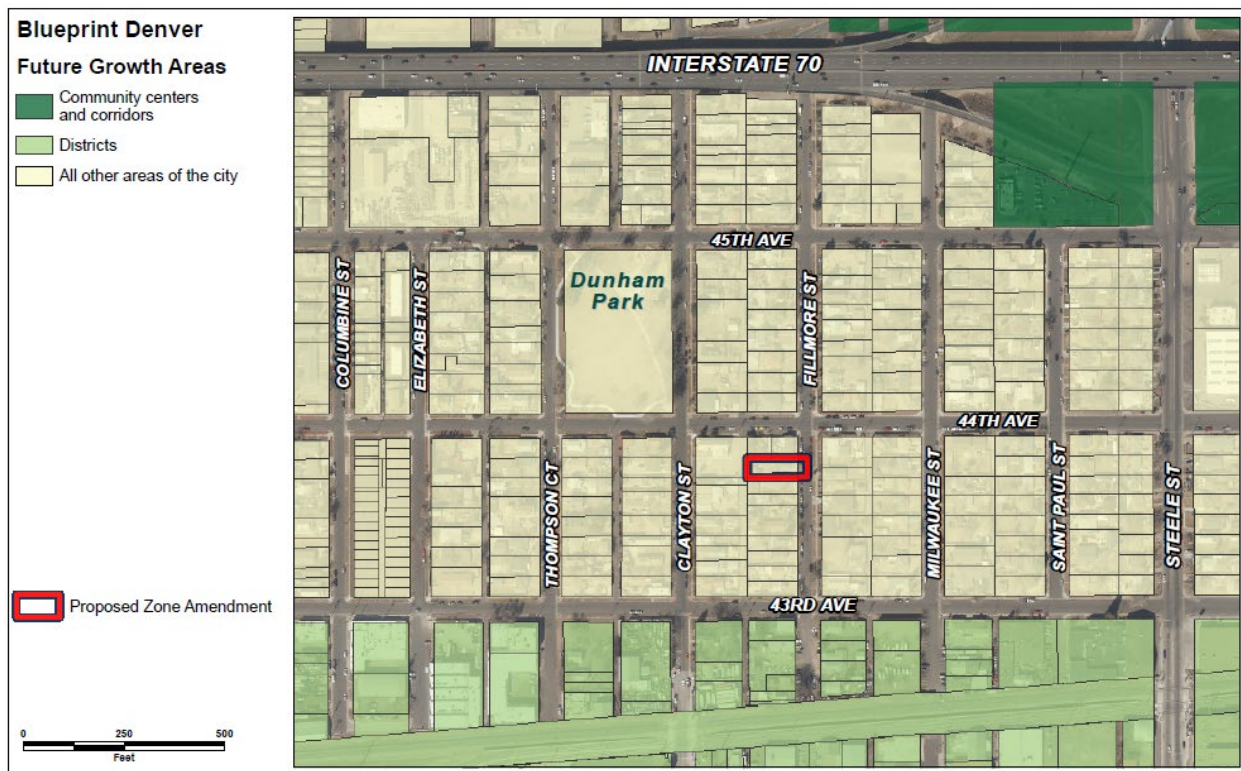 Blueprint Denver
Future Growth Areas
Community centers
and corridors
Districts
All other areas of the city
Proposed Zone Amendment
0 250 500
Feet
INTERSTATE 70
45TH AVE
Dunham
Park
COLUMBINE ST
ELIZABETH ST
FILLMORE ST
44TH AVE
THOMPSON CT
CLAYTON ST
MILWAUKEE ST
SAINT PAUL ST
STEELE ST
43RD AVE